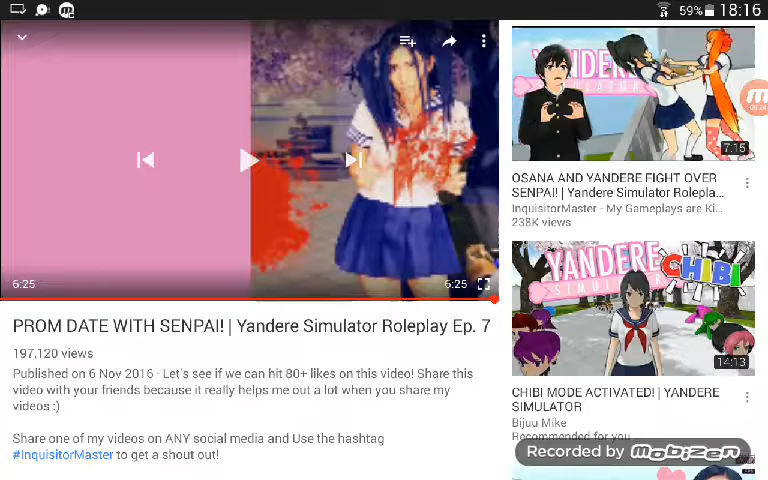 59% 18:16
6:25
6:25
PROM DATE WITH SENPAI! | Yandere Simulator Roleplay Ep. 7
197,120 views
Published on 6 Nov 2016 · Let's see if we can hit 80+ likes on this video! Share this
video with your friends because it really helps me out a lot when you share my
videos :)
Share one of my videos on ANY social media and Use the hashtag
#InquisitorMaster to get a shout out!
YANDERE
7:15
OSANA AND YANDERE FIGHT OVER
SENPAI! | Yandere Simulator Rolepla...
InquisitorMaster - My Gameplays are Ki...
238K views
YANDERE
SIMULATOR
CHIBI
14:13
CHIBI MODE ACTIVATED! | YANDERE
SIMULATOR
Bijuu Mike
Recommended for you
Recorded by mobizen